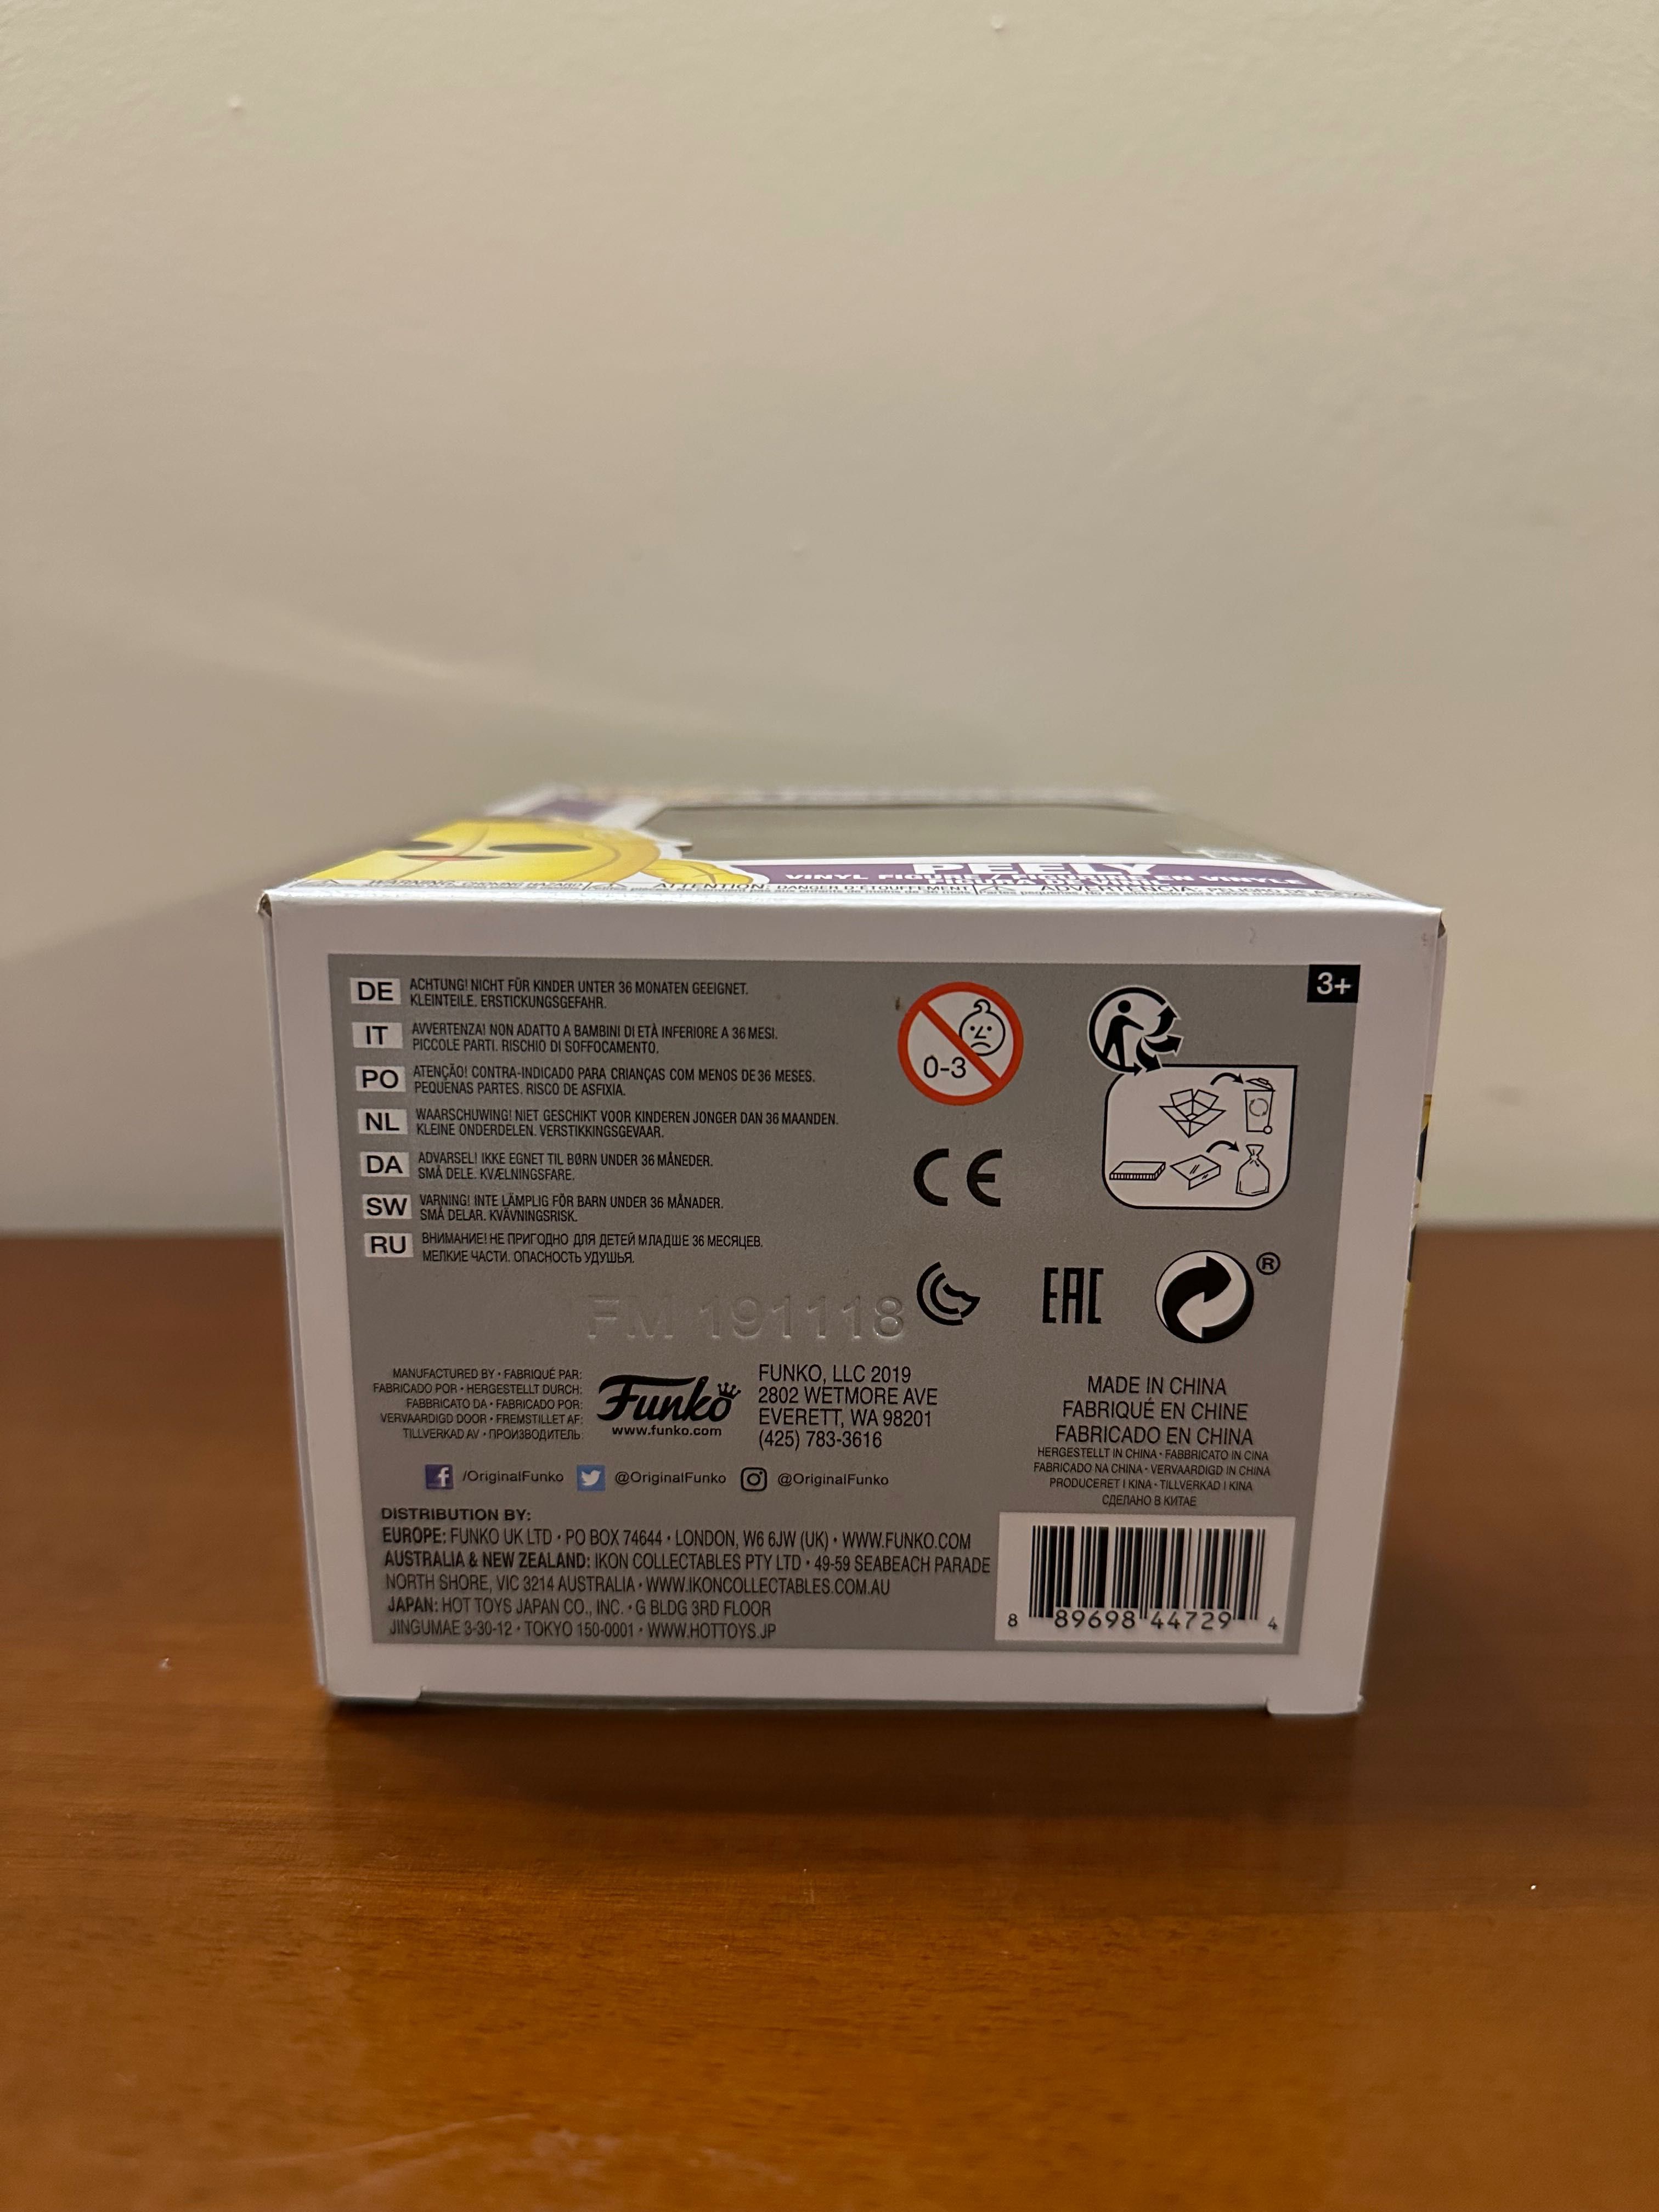 PEELY
VINYL FIGURE / FIGURINE EN VINYLE
ATTENTION DANGER D'ÉTOUFFEMENT
ADVERTENCIA:
3+
DE ACHTUNG! NICHT FÜR KINDER UNTER 36 MONATEN GEEIGNET.
KLEINTEILE. ERSTICKUNGSGEFAHR.
IT AVVERTENZA! NON ADATTO A BAMBINI DI ETÀ INFERIORE A 36 MESI.
PICCOLE PARTI. RISCHIO DI SOFFOCAMENTO.
PO ATENÇÃO! CONTRA-INDICADO PARA CRIANÇAS COM MENOS DE 36 MESES.
PEQUENAS PARTES. RISCO DE ASFIXIA.
NL WAARSCHUWING! NIET GESCHIKT VOOR KINDEREN JONGER DAN 36 MAANDEN.
KLEINE ONDERDELEN. VERSTIKKINGSGEVAAR.
DA ADVARSEL! IKKE EGNET TIL BØRN UNDER 36 MÅNEDER.
SMÅ DELE. KVÆLNINGSFARE.
SW VARNING! INTE LÄMPLIG FÖR BARN UNDER 36 MÅNADER.
SMÅ DELAR. KVÄVNINGSRISK.
RU ВНИМАНИЕ! НЕ ПРИГОДНО ДЛЯ ДЕТЕЙ МЛАДШЕ 36 МЕСЯЦЕВ.
МЕЛКИЕ ЧАСТИ. ОПАСНОСТЬ УДУШЬЯ.
0-3
CE
EAC
®
FM 191118
MANUFACTURED BY • FABRIQUÉ PAR:
FABRICADO POR • HERGESTELLT DURCH:
FABBRICATO DA • FABRICADO POR:
VERVAARDIGD DOOR • FREMSTILLET AF:
TILLVERKAD AV • ПРОИЗВОДИТЕЛЬ:
Funko
www.funko.com
FUNKO, LLC 2019
2802 WETMORE AVE
EVERETT, WA 98201
(425) 783-3616
MADE IN CHINA
FABRIQUÉ EN CHINE
FABRICADO EN CHINA
HERGESTELLT IN CHINA • FABBRICATO IN CINA
FABRICADO NA CHINA • VERVAARDIGD IN CHINA
PRODUCERET I KINA • TILLVERKAD I KINA
СДЕЛАНО В КИТАЕ
/OriginalFunko @OriginalFunko @OriginalFunko
DISTRIBUTION BY:
EUROPE: FUNKO UK LTD • PO BOX 74644 • LONDON, W6 6JW (UK) • WWW.FUNKO.COM
AUSTRALIA & NEW ZEALAND: IKON COLLECTABLES PTY LTD • 49-59 SEABEACH PARADE
NORTH SHORE, VIC 3214 AUSTRALIA • WWW.IKONCOLLECTABLES.COM.AU
JAPAN: HOT TOYS JAPAN CO., INC. • G BLDG 3RD FLOOR
JINGUMAE 3-30-12 • TOKYO 150-0001 • WWW.HOTTOYS.JP
8 89698 44729 4